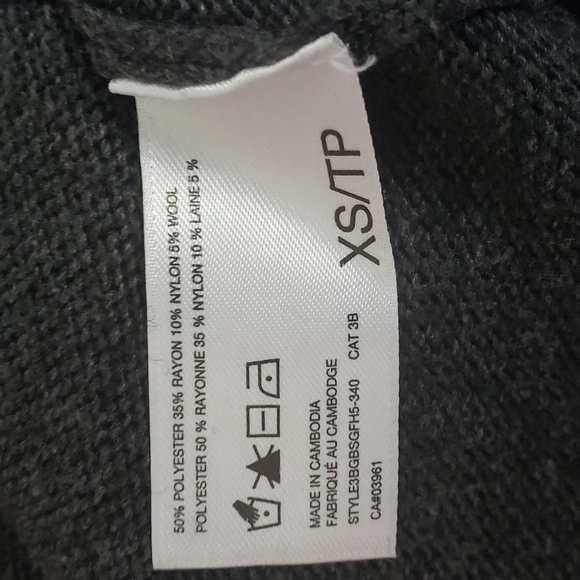 50% POLYESTER 35% RAYON 10% NYLON 5% WOOL
POLYESTER 50 % RAYONNE 35 % NYLON 10 % LAINE 5 %
MADE IN CAMBODIA
FABRIQUÉ AU CAMBODGE
STYLE3BGBSGFH5-340 CAT 3B
CA#03961
XS/TP